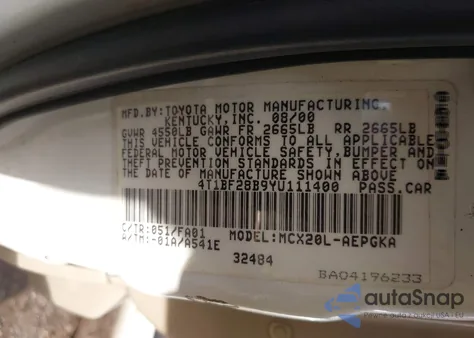 MFD.BY:TOYOTA MOTOR MANUFACTURING,
KENTUCKY,INC. 08/00
GVWR 4550LB GAWR FR 2665LB RR 2665LB
THIS VEHICLE CONFORMS TO ALL APPLICABLE
FEDERAL MOTOR VEHICLE SAFETY,BUMPER AND
THEFT PREVENTION STANDARDS IN EFFECT ON
THE DATE OF MANUFACTURE SHOWN ABOVE
4T1BF28B9YU111400 PASS.CAR
C/TR:051/FA01 MODEL:MCX20L-AEPGKA
A/TM:-01A/A541E
32484
BA04196233
autoSnap